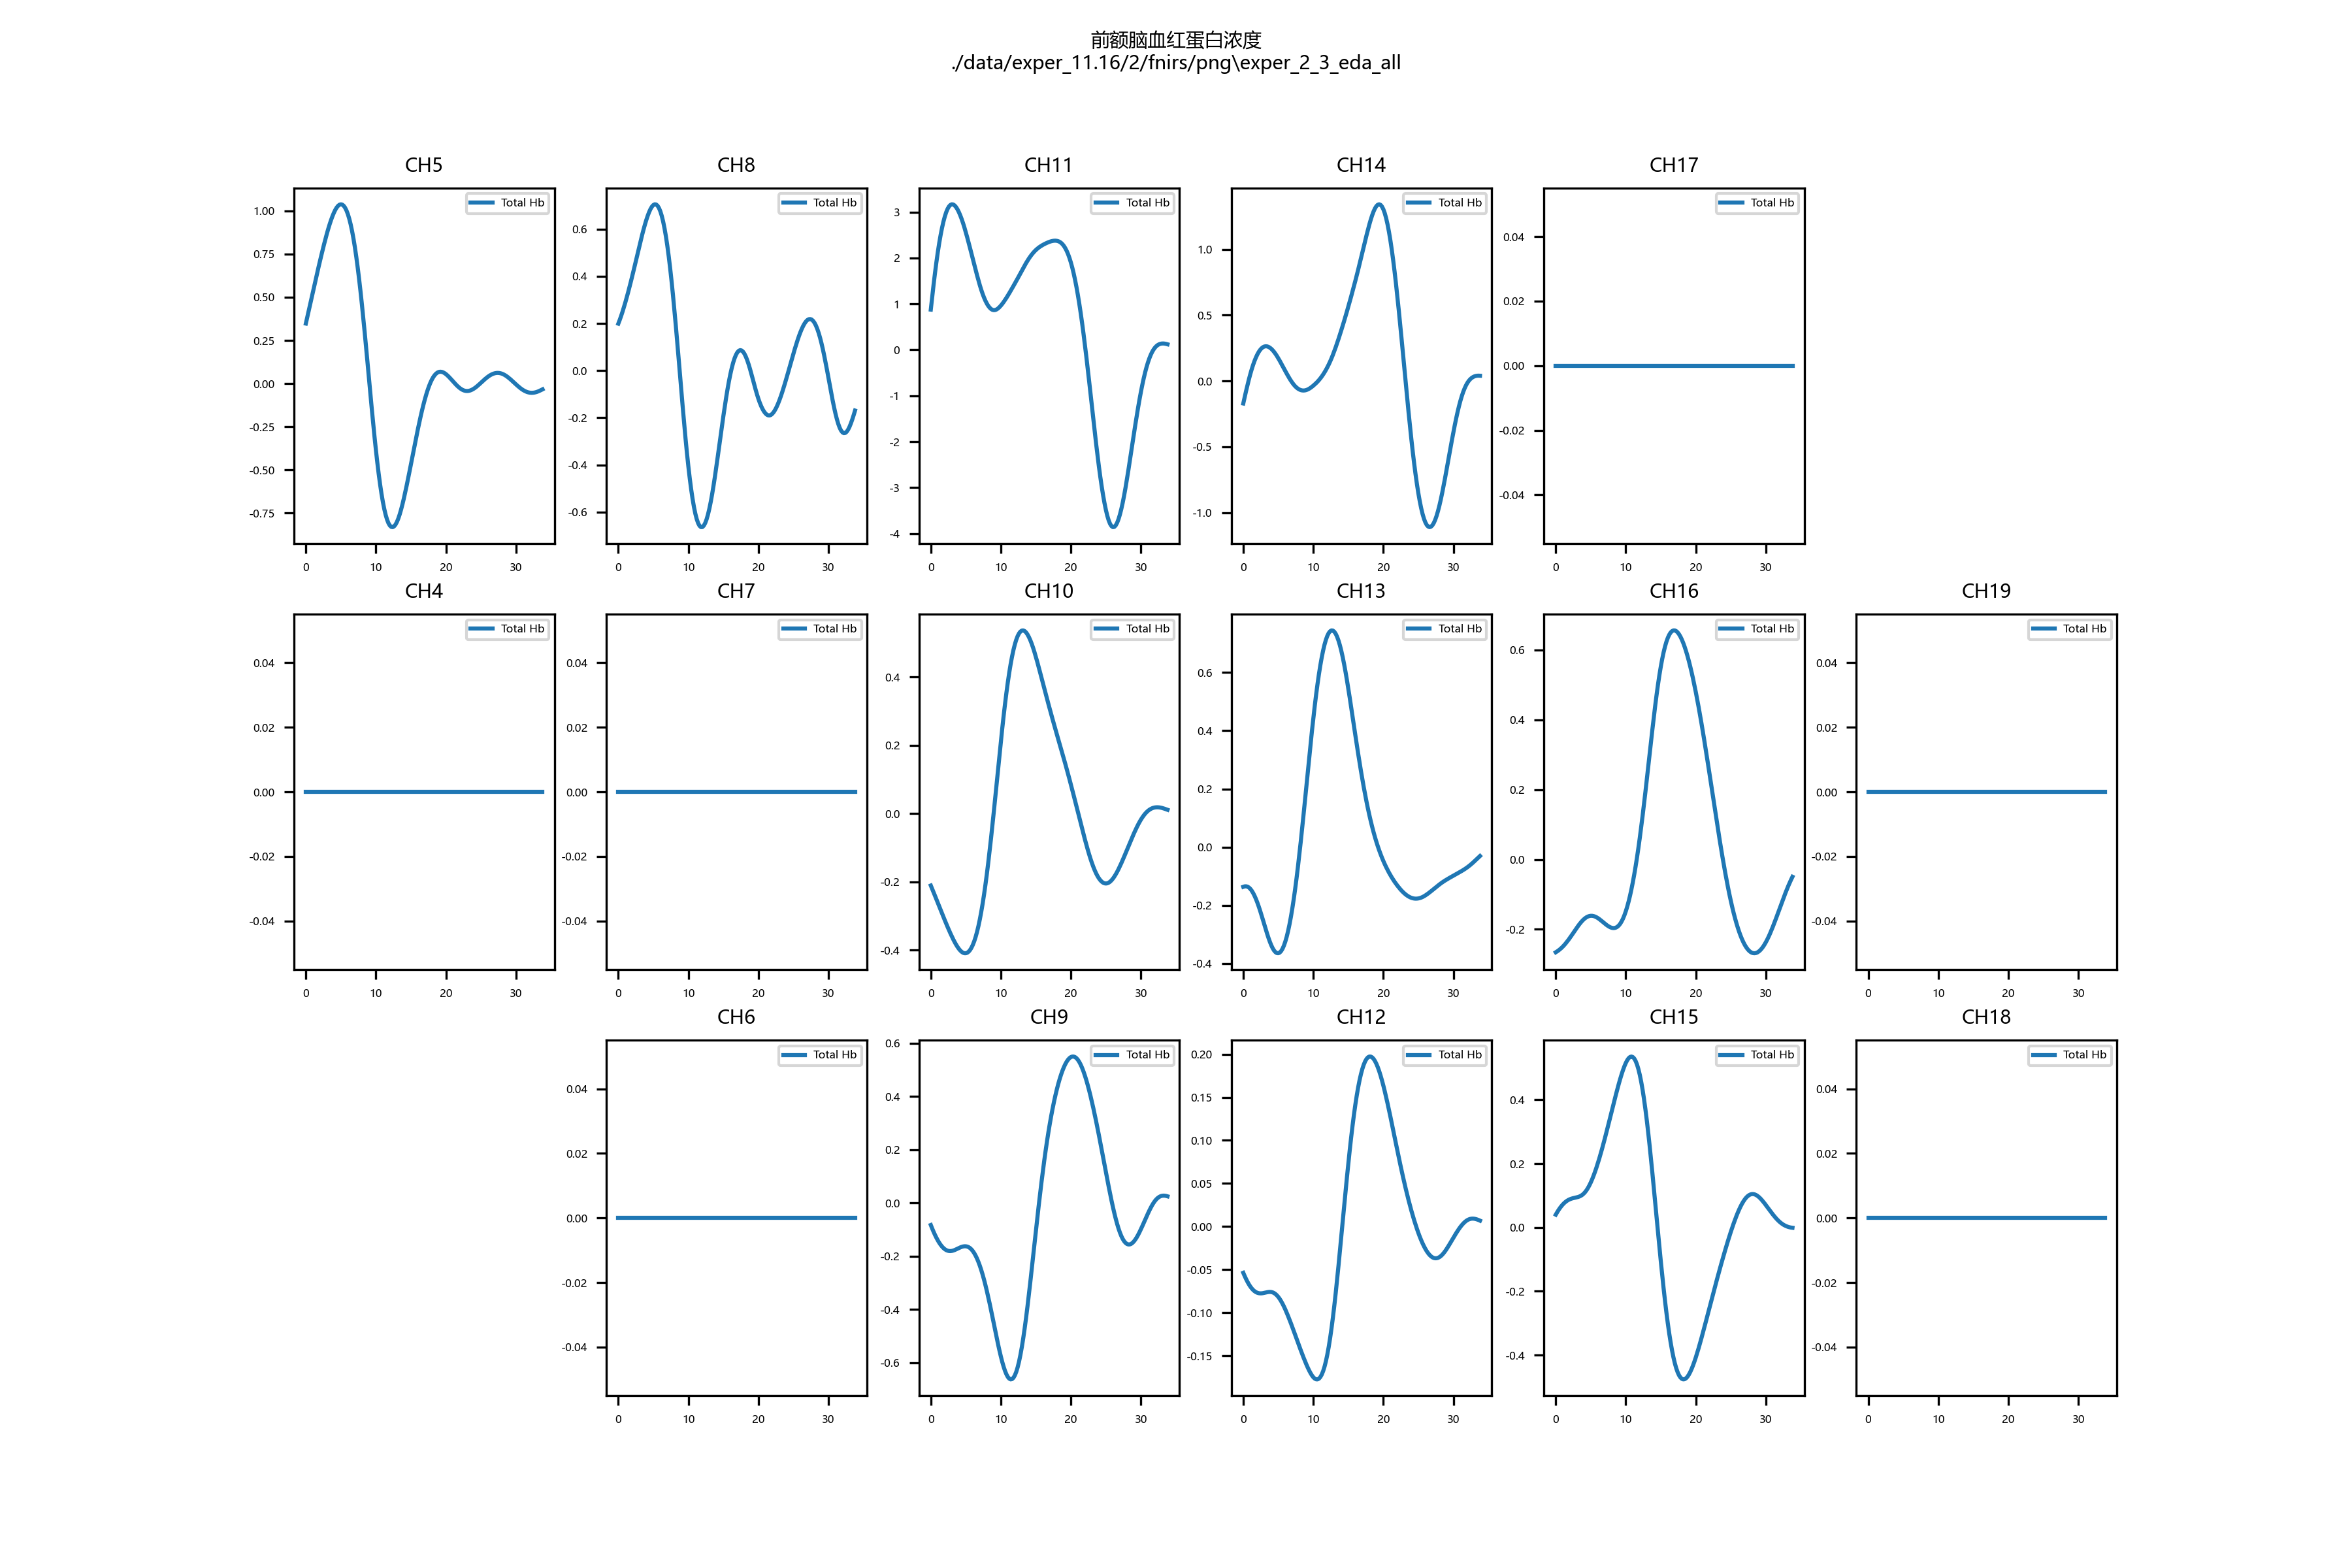 前额脑血红蛋白浓度
./data/exper_11.16/2/fnirs/png\exper_2_3_eda_all
CH5
Total Hb
1.00
0.75
0.50
0.25
0.00
-0.25
-0.50
-0.75
0 10 20 30
CH8
Total Hb
0.6
0.4
0.2
0.0
-0.2
-0.4
-0.6
0 10 20 30
CH11
Total Hb
3
2
1
0
-1
-2
-3
-4
0 10 20 30
CH14
Total Hb
1.0
0.5
0.0
-0.5
-1.0
0 10 20 30
CH17
Total Hb
0.04
0.02
0.00
-0.02
-0.04
0 10 20 30
CH4
Total Hb
0.04
0.02
0.00
-0.02
-0.04
0 10 20 30
CH7
Total Hb
0.04
0.02
0.00
-0.02
-0.04
0 10 20 30
CH10
Total Hb
0.4
0.2
0.0
-0.2
-0.4
0 10 20 30
CH13
Total Hb
0.6
0.4
0.2
0.0
-0.2
-0.4
0 10 20 30
CH16
Total Hb
0.6
0.4
0.2
0.0
-0.2
0 10 20 30
CH19
Total Hb
0.04
0.02
0.00
-0.02
-0.04
0 10 20 30
CH6
Total Hb
0.04
0.02
0.00
-0.02
-0.04
0 10 20 30
CH9
Total Hb
0.6
0.4
0.2
0.0
-0.2
-0.4
-0.6
0 10 20 30
CH12
Total Hb
0.20
0.15
0.10
0.05
0.00
-0.05
-0.10
-0.15
0 10 20 30
CH15
Total Hb
0.4
0.2
0.0
-0.2
-0.4
0 10 20 30
CH18
Total Hb
0.04
0.02
0.00
-0.02
-0.04
0 10 20 30